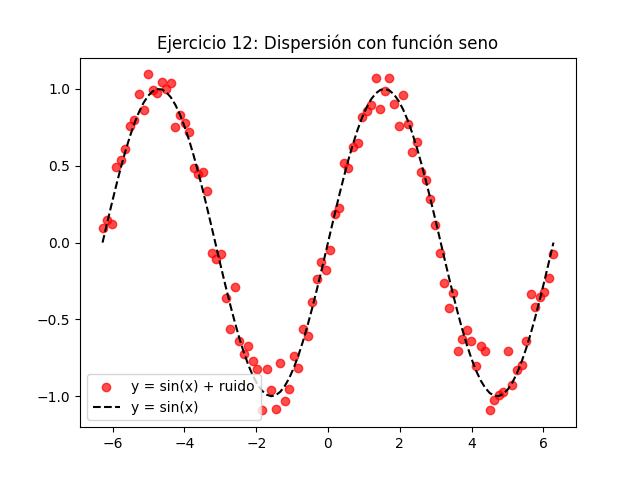 Ejercicio 12: Dispersión con función seno
1.0
0.5
0.0
−0.5
−1.0
y = sin(x) + ruido
y = sin(x)
−6 −4 −2 0 2 4 6